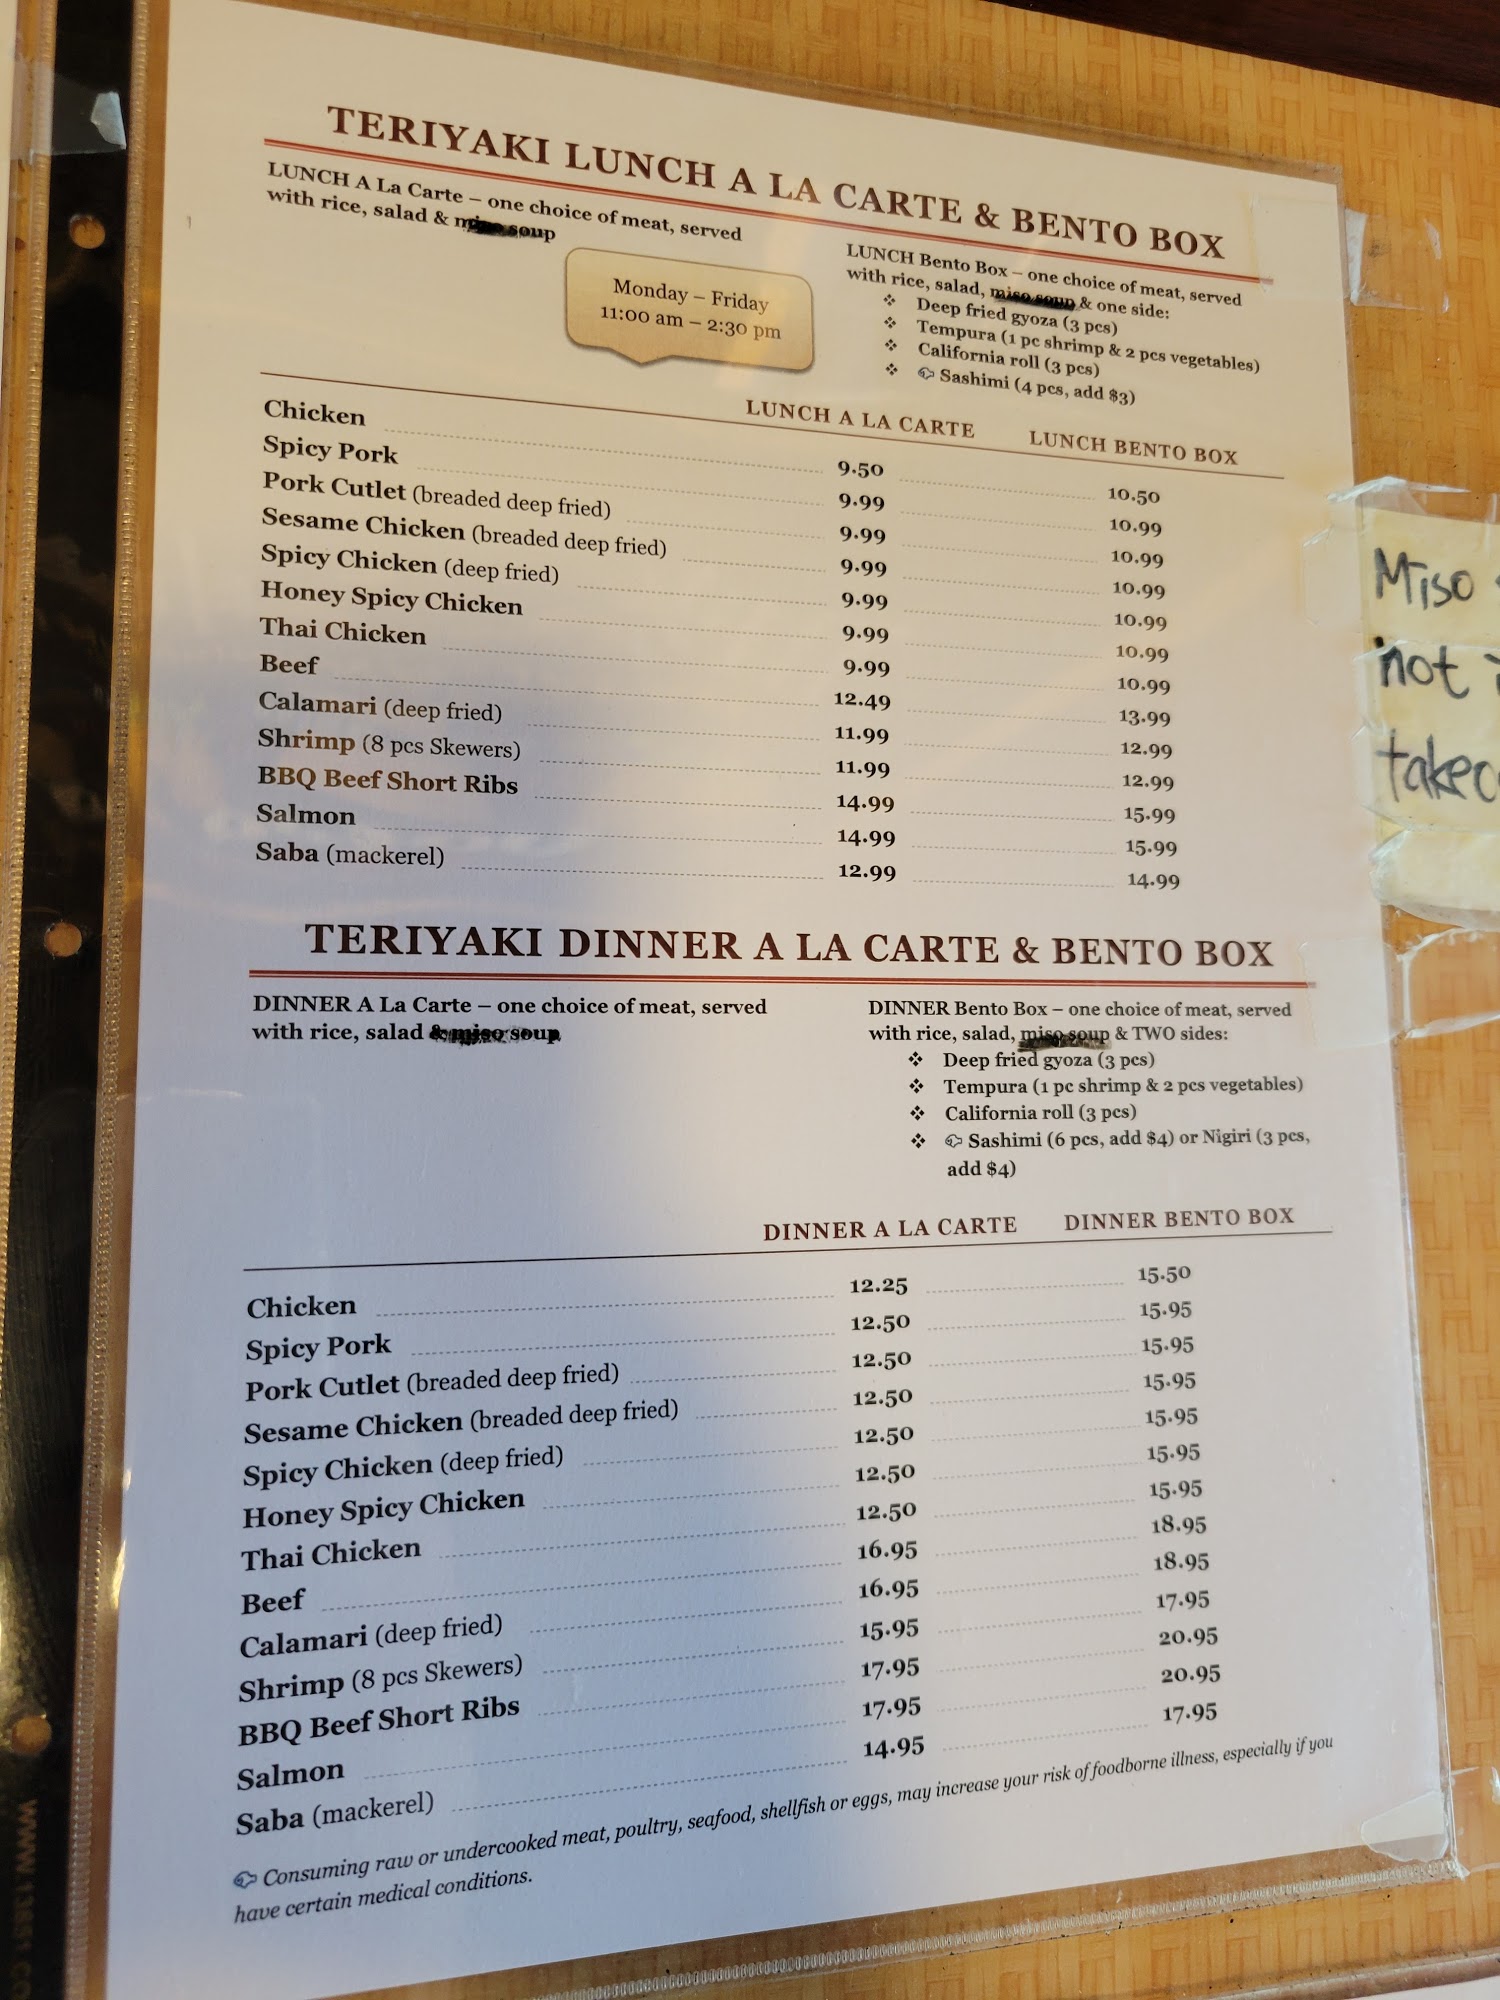 TERIYAKI LUNCH A LA CARTE & BENTO BOX
LUNCH A La Carte – one choice of meat, served
with rice, salad & miso soup
Monday – Friday
11:00 am – 2:30 pm
LUNCH Bento Box – one choice of meat, served
with rice, salad, miso soup & one side:
❖ Deep fried gyoza (3 pcs)
❖ Tempura (1 pc shrimp & 2 pcs vegetables)
❖ California roll (3 pcs)
❖ Sashimi (4 pcs, add $3)
LUNCH A LA CARTE LUNCH BENTO BOX
Chicken 9.50 10.50
Spicy Pork 9.99 10.99
Pork Cutlet (breaded deep fried) 9.99 10.99
Sesame Chicken (breaded deep fried) 9.99 10.99
Spicy Chicken (deep fried) 9.99 10.99
Honey Spicy Chicken 9.99 10.99
Thai Chicken 9.99 10.99
Beef 12.49 13.99
Calamari (deep fried) 11.99 12.99
Shrimp (8 pcs Skewers) 11.99 12.99
BBQ Beef Short Ribs 14.99 15.99
Salmon 14.99 15.99
Saba (mackerel) 12.99 14.99
Miso
not
TERIYAKI DINNER A LA CARTE & BENTO BOX
DINNER A La Carte – one choice of meat, served
with rice, salad & miso soup
DINNER Bento Box – one choice of meat, served
with rice, salad, miso soup & TWO sides:
❖ Deep fried gyoza (3 pcs)
❖ Tempura (1 pc shrimp & 2 pcs vegetables)
❖ California roll (3 pcs)
❖ Sashimi (6 pcs, add $4) or Nigiri (3 pcs,
add $4)
DINNER A LA CARTE DINNER BENTO BOX
Chicken 12.25 15.50
Spicy Pork 12.50 15.95
Pork Cutlet (breaded deep fried) 12.50 15.95
Sesame Chicken (breaded deep fried) 12.50 15.95
Spicy Chicken (deep fried) 12.50 15.95
Honey Spicy Chicken 12.50 15.95
Thai Chicken 12.50 15.95
Beef 16.95 18.95
Calamari (deep fried) 16.95 18.95
Shrimp (8 pcs Skewers) 15.95 17.95
BBQ Beef Short Ribs 17.95 20.95
Salmon 17.95 20.95
Saba (mackerel) 14.95 17.95
Consuming raw or undercooked meat, poultry, seafood, shellfish or eggs, may increase your risk of foodborne illness, especially if you
have certain medical conditions.